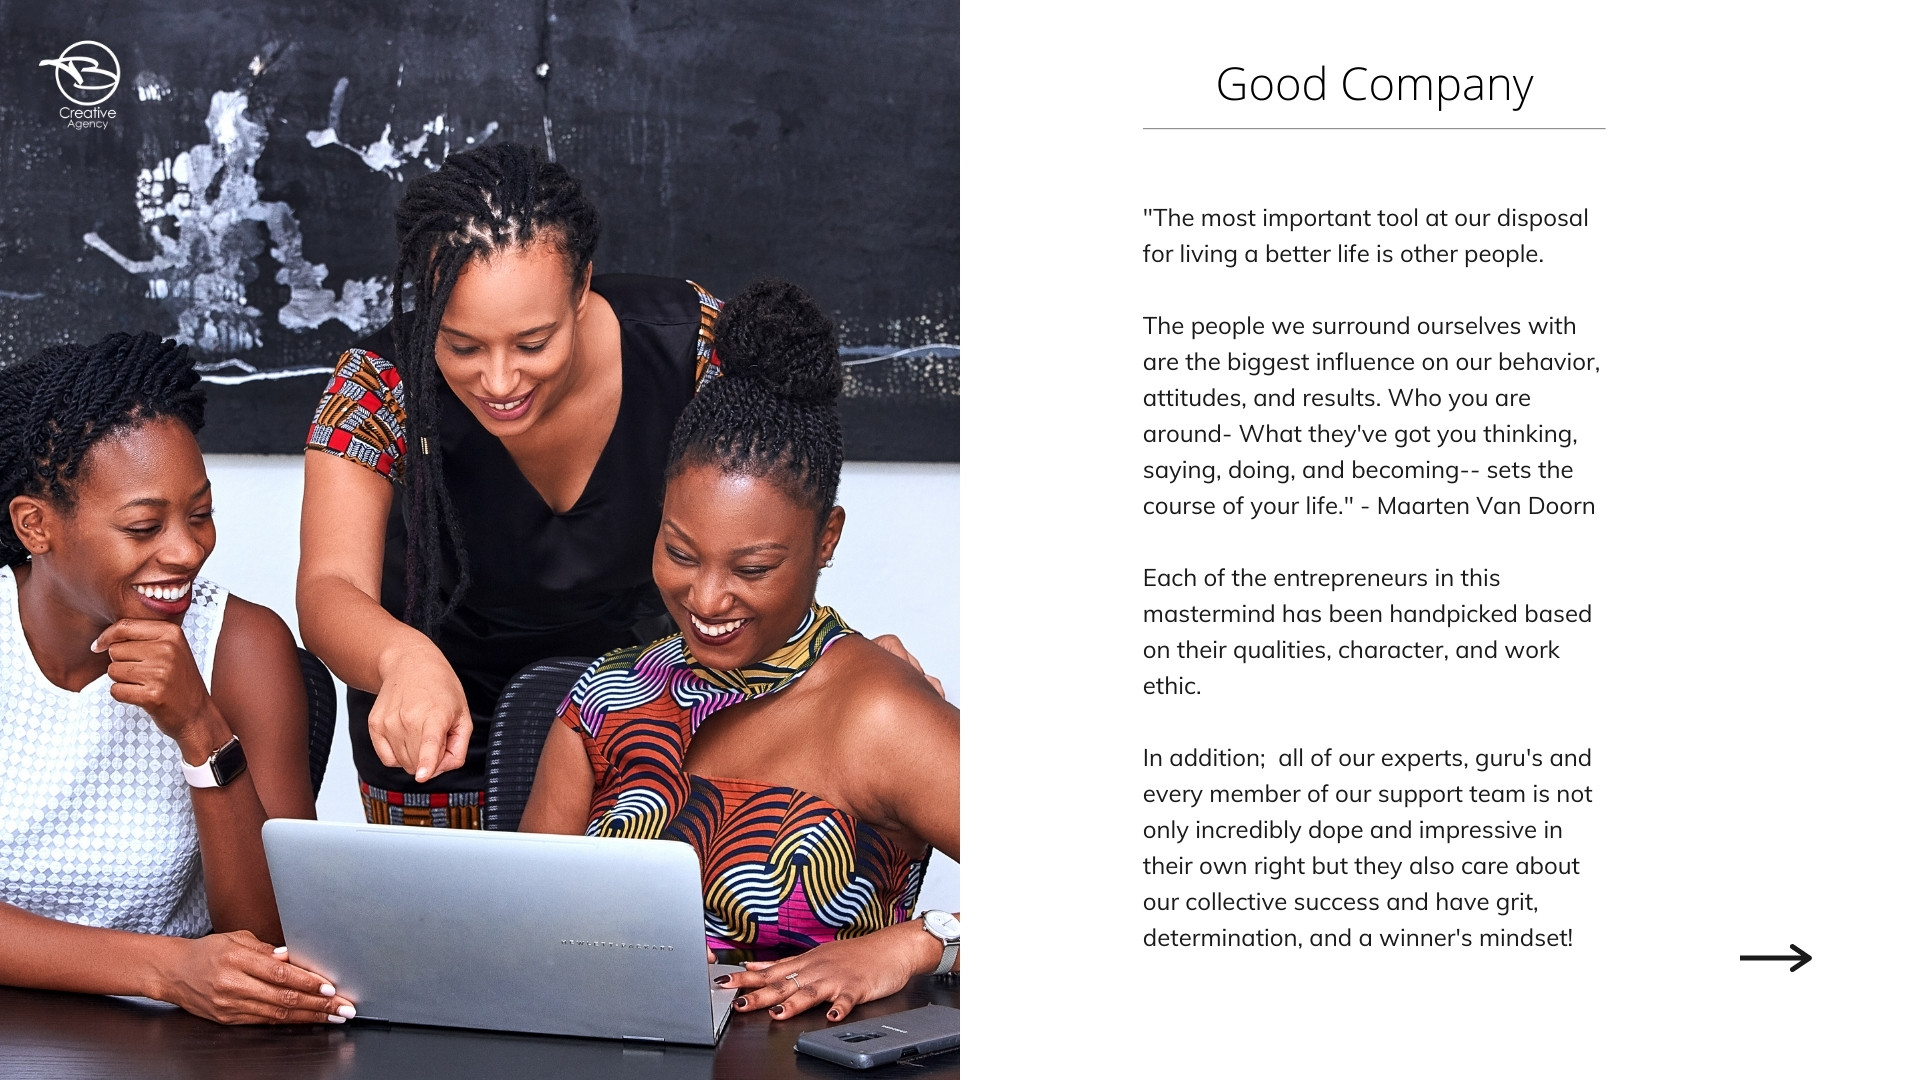 B
Creative
Agency
Good Company
"The most important tool at our disposal
for living a better life is other people.
The people we surround ourselves with
are the biggest influence on our behavior,
attitudes, and results. Who you are
around- What they've got you thinking,
saying, doing, and becoming-- sets the
course of your life." - Maarten Van Doorn
Each of the entrepreneurs in this
mastermind has been handpicked based
on their qualities, character, and work
ethic.
In addition;  all of our experts, guru's and
every member of our support team is not
only incredibly dope and impressive in
their own right but they also care about
our collective success and have grit,
determination, and a winner's mindset!
HEWLETT-PACKARD